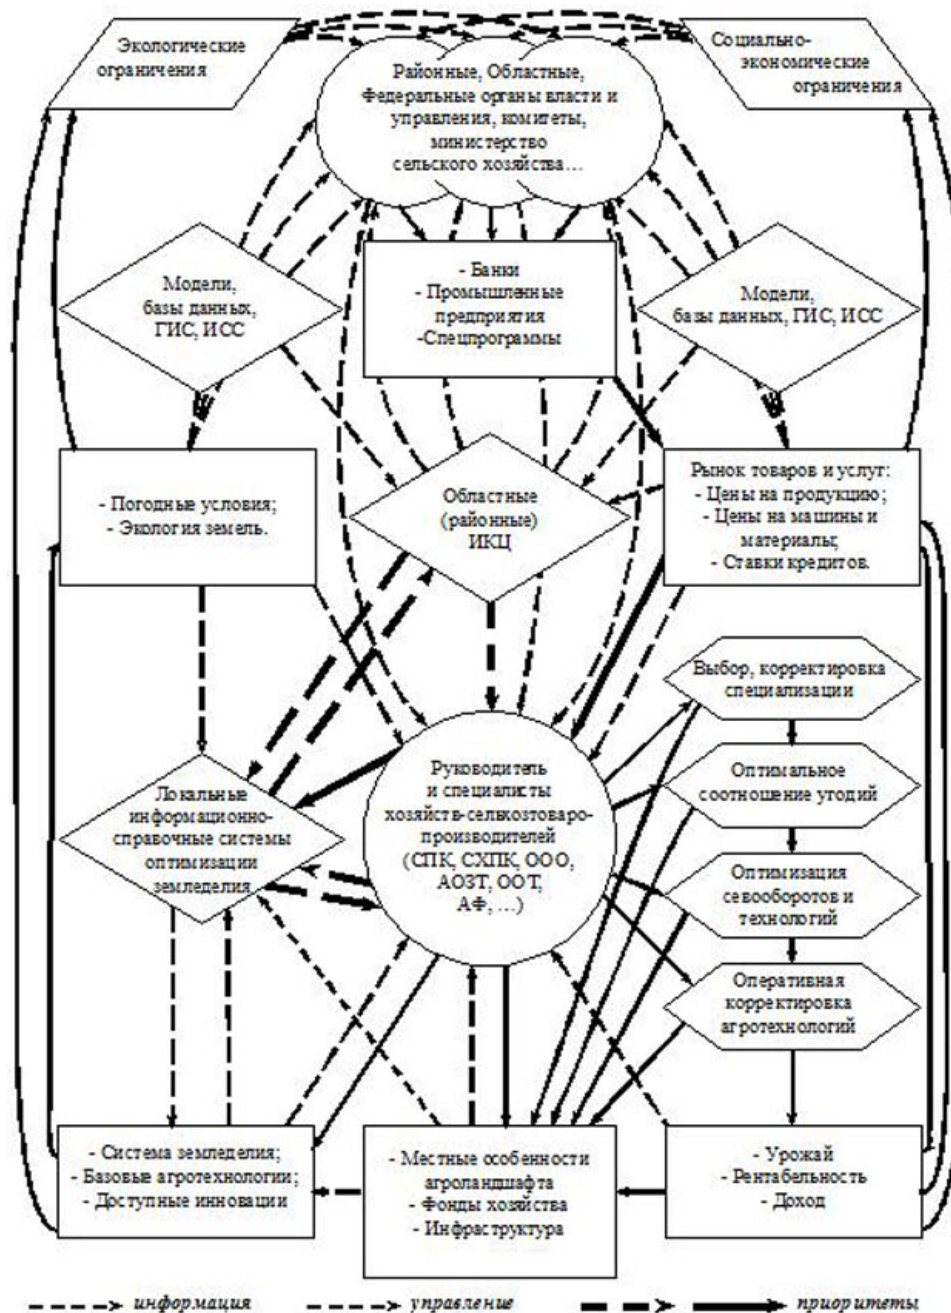 Экологические
ограничения
Социально-
экономические
ограничения
Районные, Областные,
Федеральные органы власти и
управления, комитеты,
министерство
сельского хозяйства…
Модели,
базы данных,
ГИС, ИСС
- Банки
- Промышленные
предприятия
-Спецпрограммы
Модели,
базы данных, ГИС, ИСС
- Погодные условия;
- Экология земель.
Областные
(районные)
ИКЦ
Рынок товаров и услуг:
- Цены на продукцию;
- Цены на машины и
материалы;
- Ставки кредитов.
Выбор, корректировка
специализации
Оптимальное
соотношение угодий
Оптимизация
севооборотов и
технологий
Оперативная
корректировка
агротехнологий
Руководитель
и специалисты
хозяйств-сельхозтоваро-
производителей
(СПК, СХПК, ООО,
АОЗТ, ООТ,
АФ, …)
Локальные
информационно-
справочные системы
оптимизации
земледелия
- Система земледелия;
- Базовые агротехнологии;
- Доступные инновации
- Местные особенности
агроландшафта
- Фонды хозяйства
- Инфраструктура
- Урожай
- Рентабельность
- Доход
информация управление приоритеты